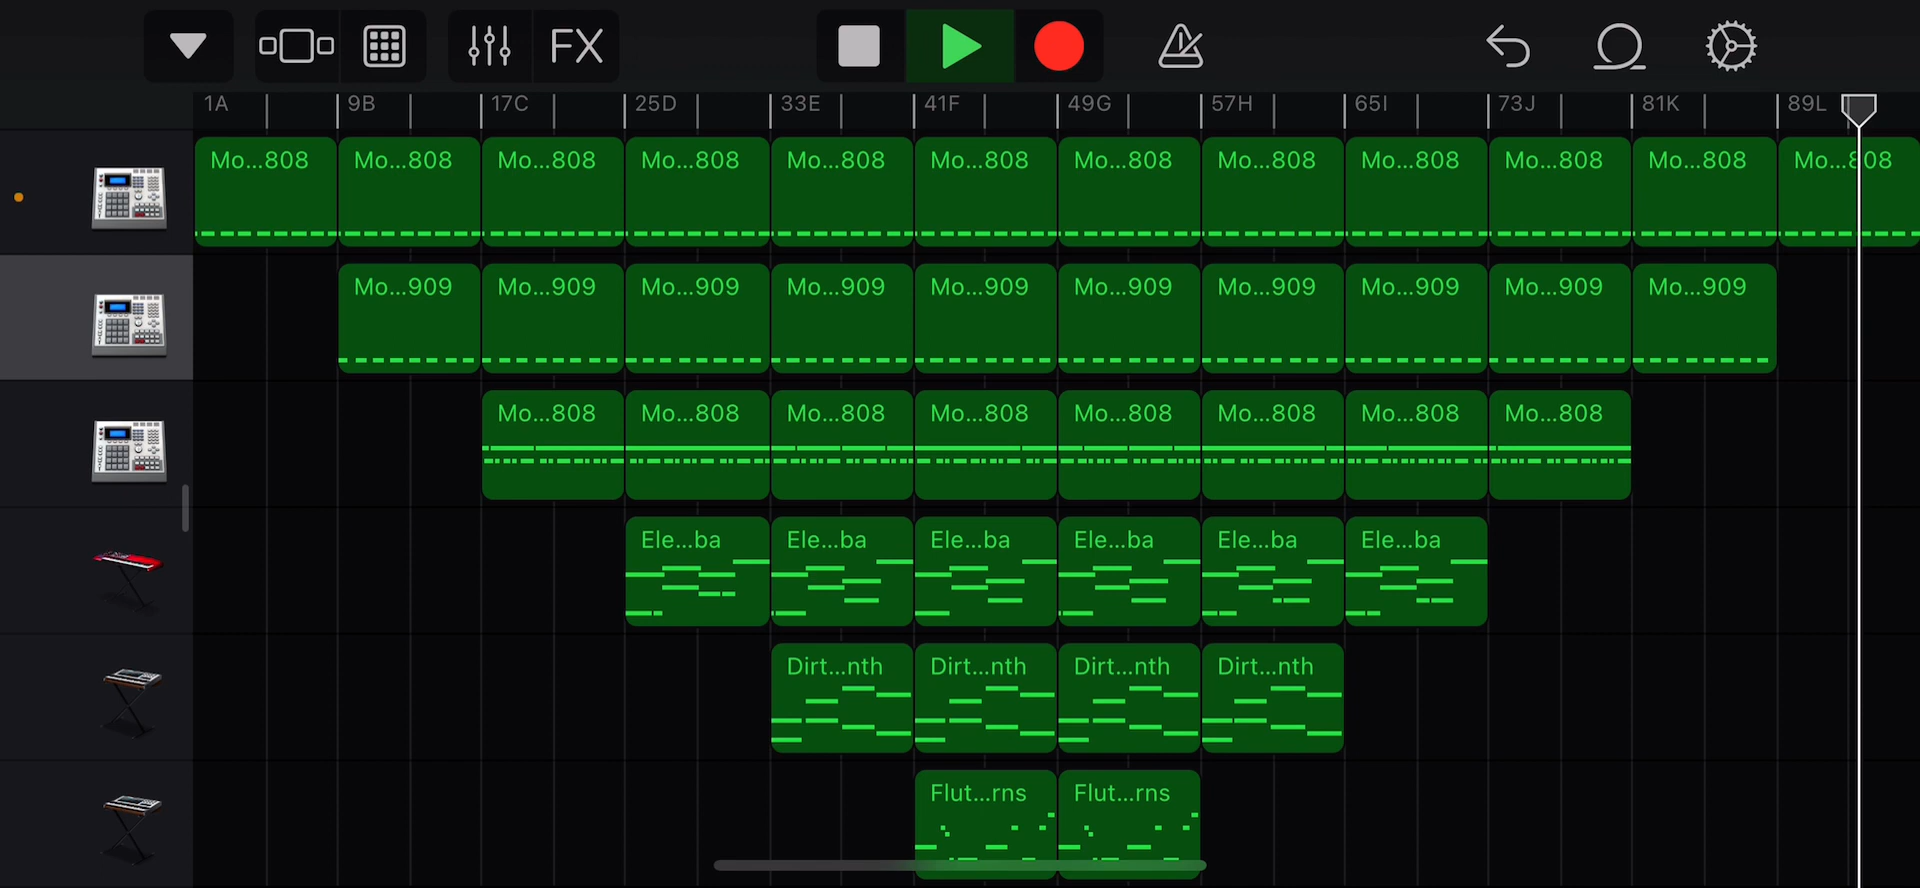 FX
1A 9B 17C 25D 33E 41F 49G 57H 65I 73J 81K 89L
Mo...808 Mo...808 Mo...808 Mo...808 Mo...808 Mo...808 Mo...808 Mo...808 Mo...808 Mo...808 Mo...808 Mo...808
Mo...909 Mo...909 Mo...909 Mo...909 Mo...909 Mo...909 Mo...909 Mo...909 Mo...909 Mo...909
Mo...808 Mo...808 Mo...808 Mo...808 Mo...808 Mo...808 Mo...808 Mo...808
Ele...ba Ele...ba Ele...ba Ele...ba Ele...ba Ele...ba
Dirt...nth Dirt...nth Dirt...nth Dirt...nth
Flut...rns Flut...rns